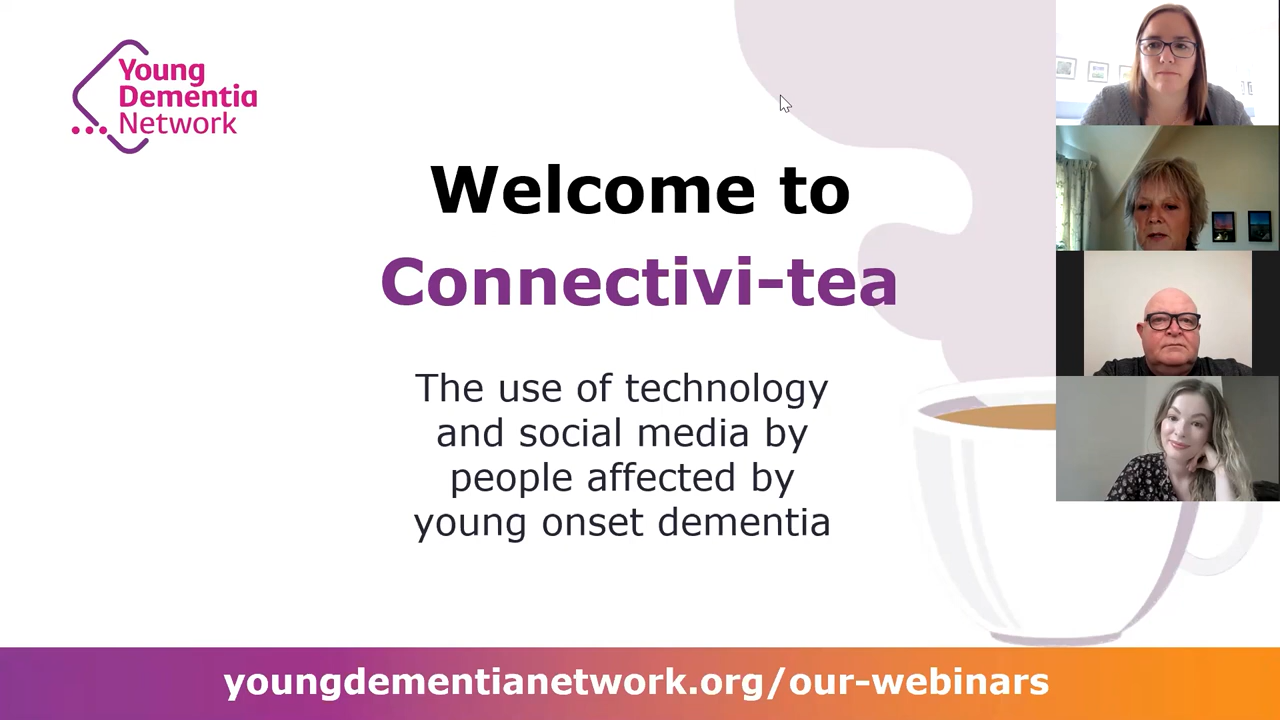 Young
Dementia
Network
Welcome to
Connectivi-tea
The use of technology
and social media by
people affected by
young onset dementia
youngdementianetwork.org/our-webinars